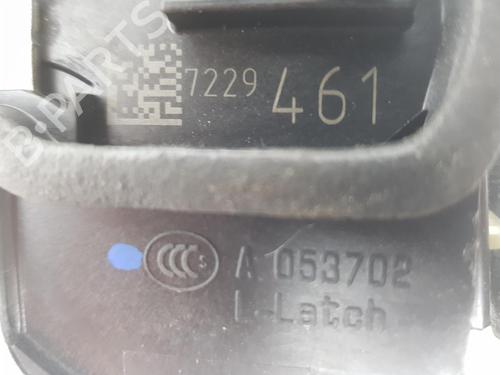 B-PARTS
7229 461
CCC S A 053702
L-Latch